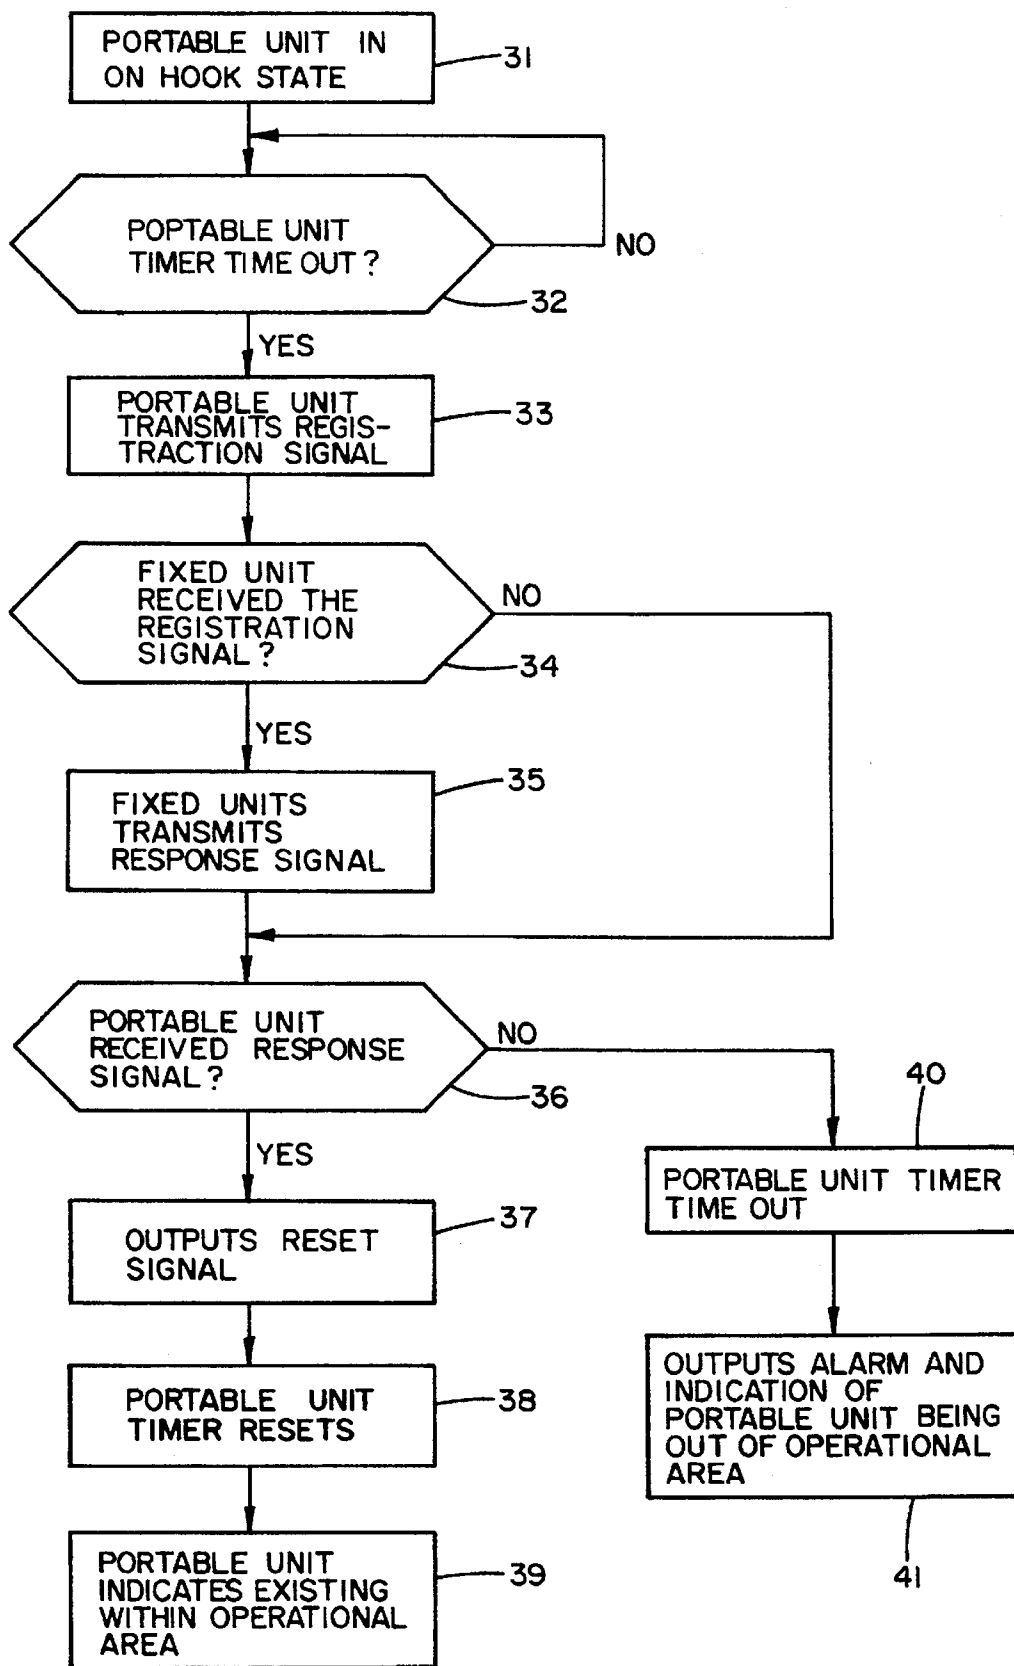 PORTABLE UNIT IN
ON HOOK STATE
31
POPTABLE UNIT
TIMER TIME OUT?
NO
32
YES
PORTABLE UNIT
TRANSMITS REGIS-
TRACTION SIGNAL
33
FIXED UNIT
RECEIVED THE
REGISTRATION
SIGNAL?
NO
34
YES
FIXED UNITS
TRANSMITS
RESPONSE SIGNAL
35
PORTABLE UNIT
RECEIVED RESPONSE
SIGNAL?
NO
36
YES
40
PORTABLE UNIT TIMER
TIME OUT
OUTPUTS RESET
SIGNAL
37
PORTABLE UNIT
TIMER RESETS
38
OUTPUTS ALARM AND
INDICATION OF
PORTABLE UNIT BEING
OUT OF OPERATIONAL
AREA
41
PORTABLE UNIT
INDICATES EXISTING
WITHIN OPERATIONAL
AREA
39